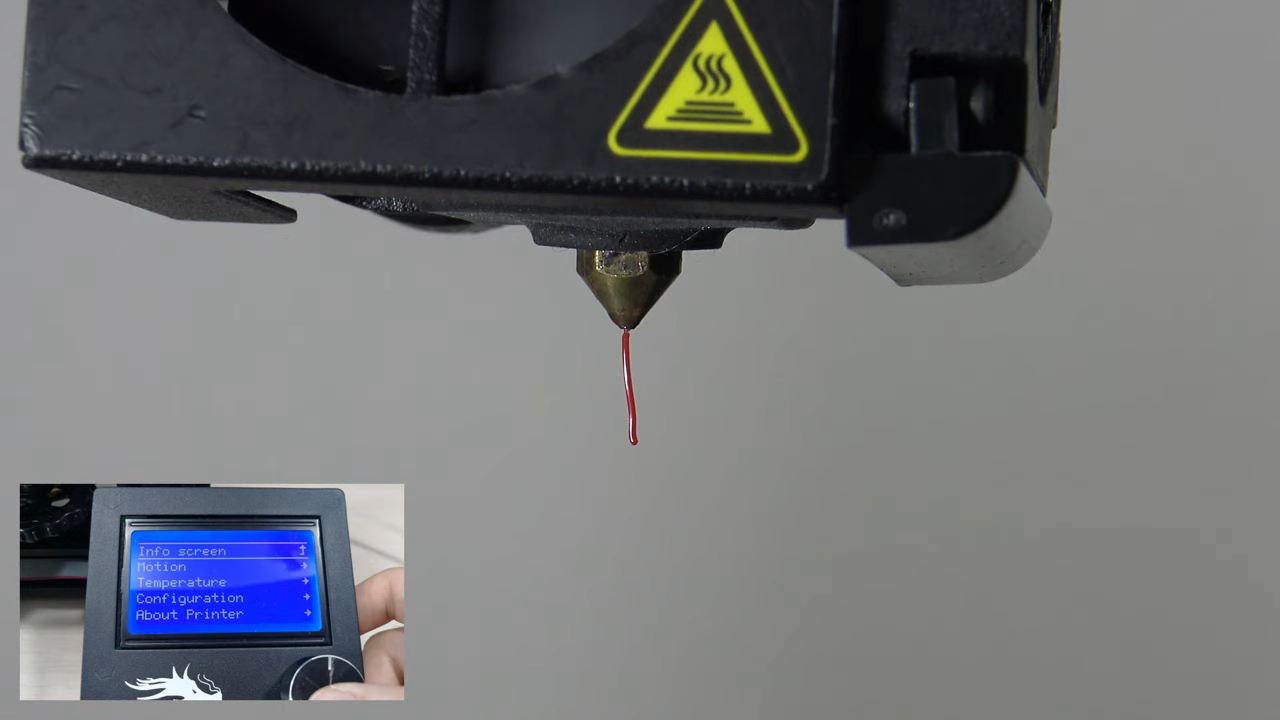 Info screen
Motion
Temperature
Configuration
About Printer